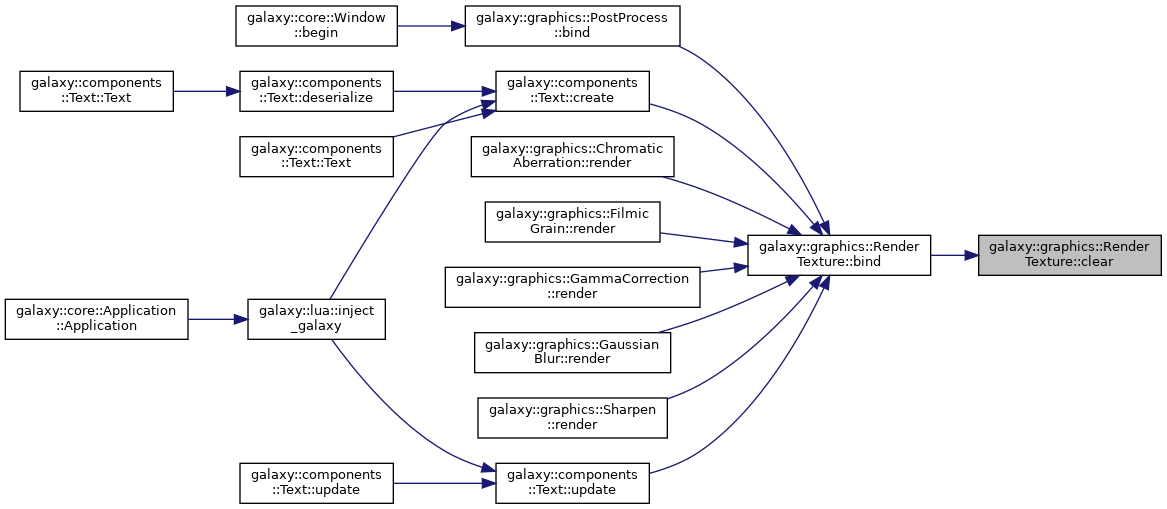 galaxy::core::Window
::begin
galaxy::graphics::PostProcess
::bind
galaxy::components
::Text::Text
galaxy::components
::Text::deserialize
galaxy::components
::Text::create
galaxy::components
::Text::Text
galaxy::graphics::Chromatic
Aberration::render
galaxy::graphics::Filmic
Grain::render
galaxy::graphics::Render
Texture::bind
galaxy::graphics::Render
Texture::clear
galaxy::graphics::GammaCorrection
::render
galaxy::core::Application
::Application
galaxy::lua::inject
_galaxy
galaxy::graphics::Gaussian
Blur::render
galaxy::graphics::Sharpen
::render
galaxy::components
::Text::update
galaxy::components
::Text::update